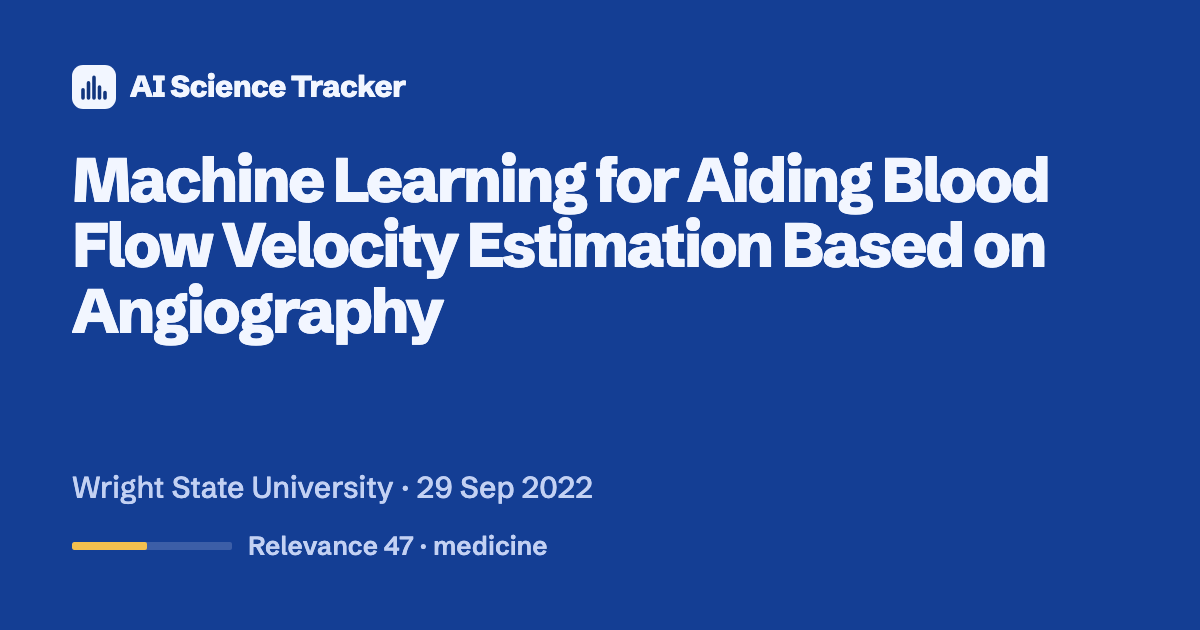 AI Science Tracker
Machine Learning for Aiding Blood
Flow Velocity Estimation Based on
Angiography
Wright State University · 29 Sep 2022
Relevance 47 · medicine